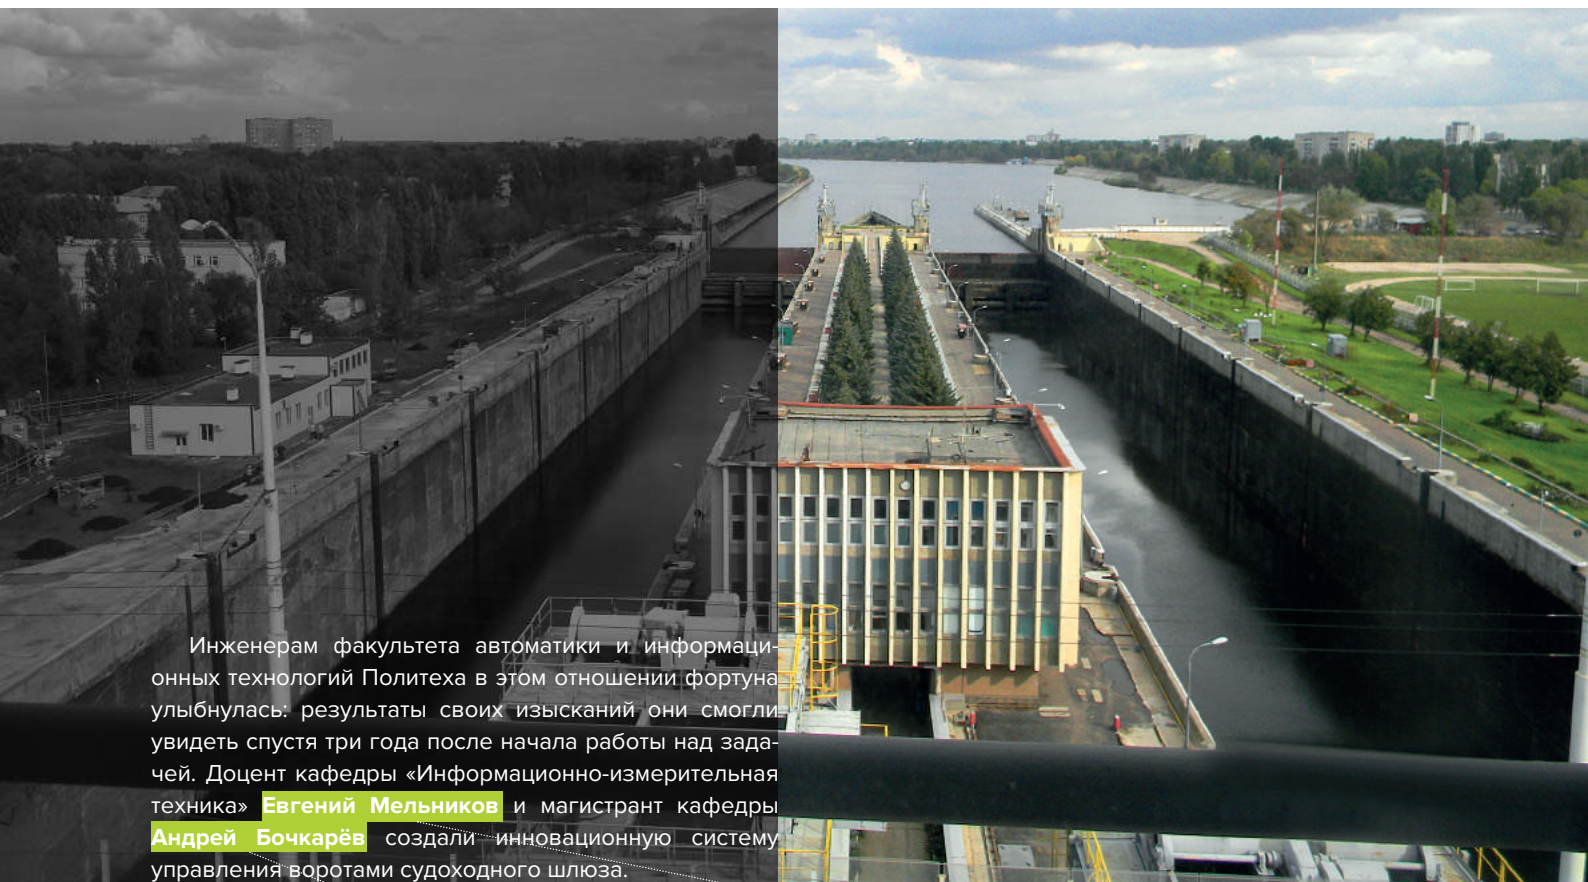 Инженерам факультета автоматики и информаци-
онных технологий Политеха в этом отношении фортуна
улыбнулась: результаты своих изысканий они смогли
увидеть спустя три года после начала работы над зада-
чей. Доцент кафедры «Информационно-измерительная
техника» Евгений Мельников и магистрант кафедры
Андрей Бочкарёв создали инновационную систему
управления воротами судоходного шлюза.